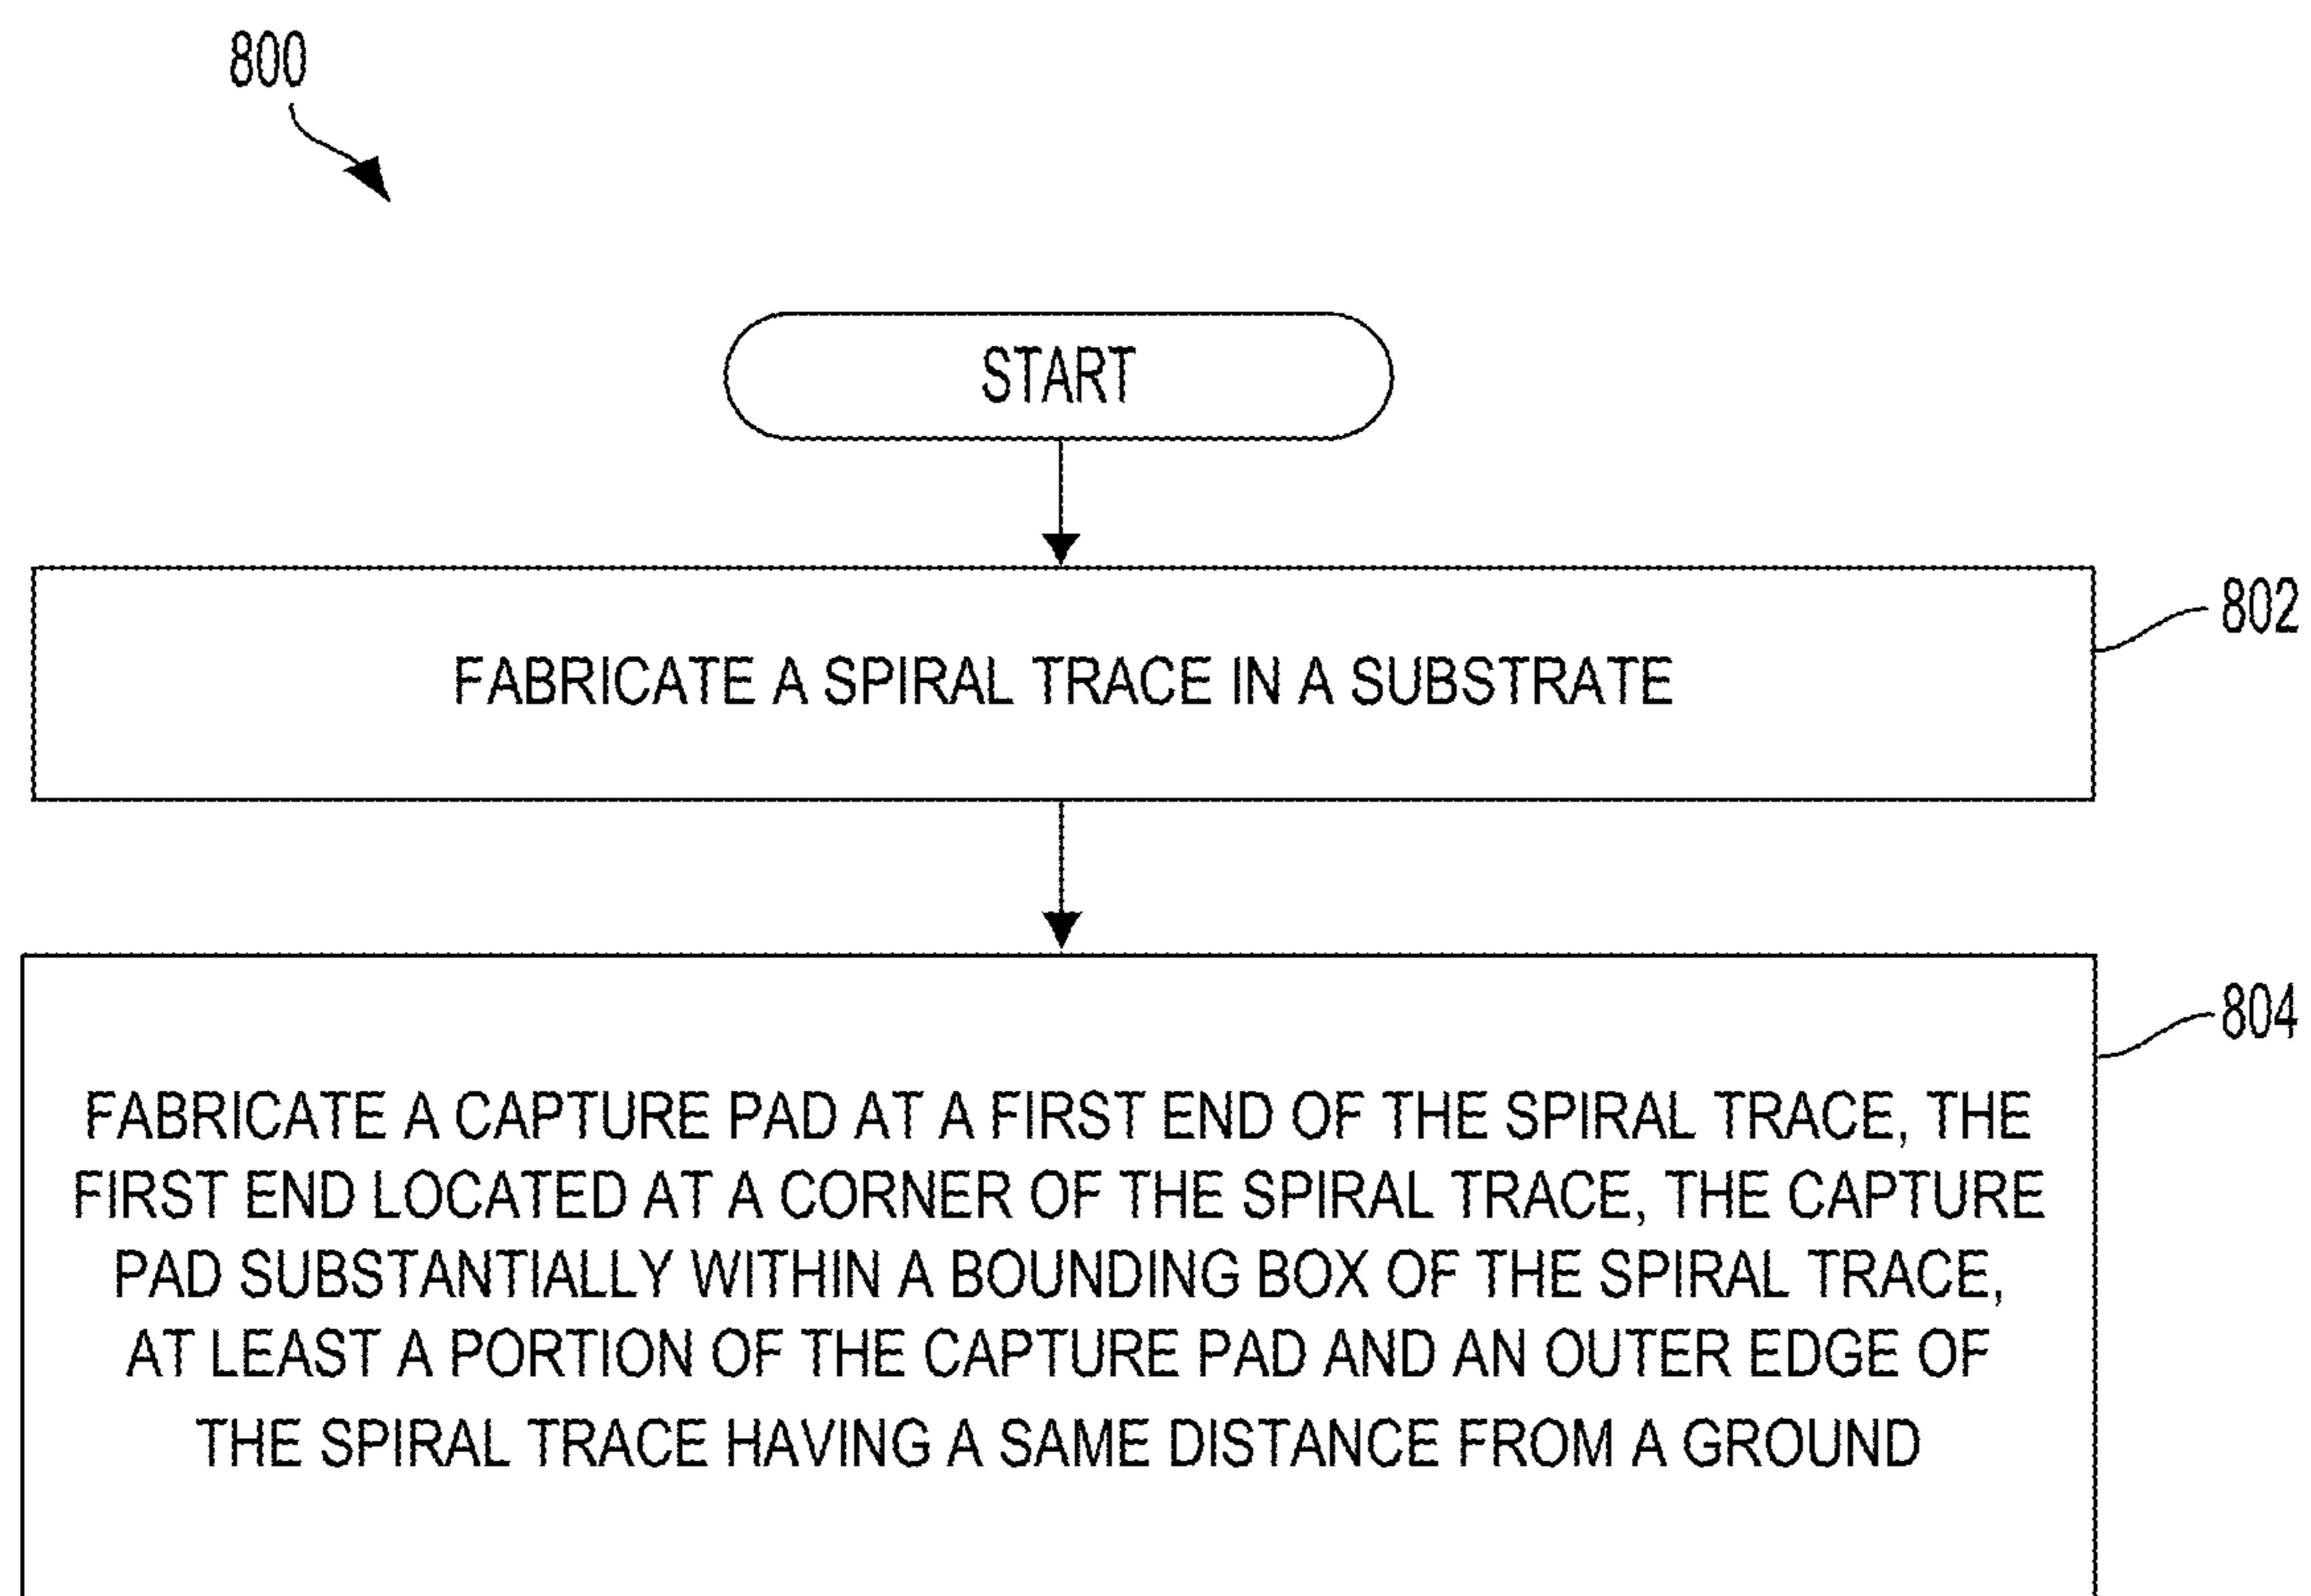 800
START
FABRICATE A SPIRAL TRACE IN A SUBSTRATE
802
FABRICATE A CAPTURE PAD AT A FIRST END OF THE SPIRAL TRACE, THE
FIRST END LOCATED AT A CORNER OF THE SPIRAL TRACE, THE CAPTURE
PAD SUBSTANTIALLY WITHIN A BOUNDING BOX OF THE SPIRAL TRACE,
AT LEAST A PORTION OF THE CAPTURE PAD AND AN OUTER EDGE OF
THE SPIRAL TRACE HAVING A SAME DISTANCE FROM A GROUND
804